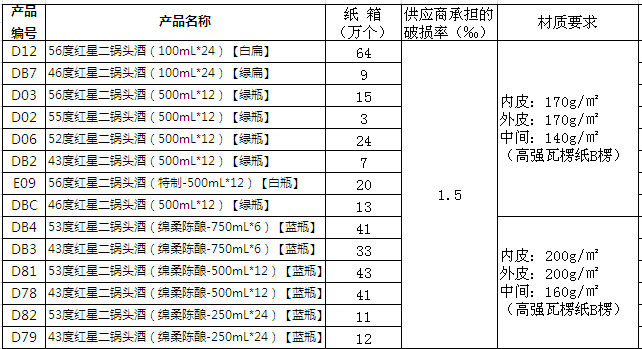 产品编号 产品名称 纸 箱（万个） 供应商承担的破损率（‰） 材质要求
D12 56度红星二锅头酒（100mL*24）【白扁】 64
DB7 46度红星二锅头酒（100mL*24）【绿扁】 9
D03 56度红星二锅头酒（500mL*12）【绿瓶】 15
D02 55度红星二锅头酒（500mL*12）【绿瓶】 3
D06 52度红星二锅头酒（500mL*12）【绿瓶】 24
DB2 43度红星二锅头酒（500mL*12）【绿瓶】 7
E09 56度红星二锅头酒（特制-500mL*12）【白瓶】 20
DBC 46度红星二锅头酒（500mL*12）【绿瓶】 13
DB4 53度红星二锅头酒（绵柔陈酿-750mL*6）【蓝瓶】 41
DB3 43度红星二锅头酒（绵柔陈酿-750mL*6）【蓝瓶】 33
D81 53度红星二锅头酒（绵柔陈酿-500mL*12）【蓝瓶】 43
D78 43度红星二锅头酒（绵柔陈酿-500mL*12）【蓝瓶】 41
D82 53度红星二锅头酒（绵柔陈酿-250mL*24）【蓝瓶】 11
D79 43度红星二锅头酒（绵柔陈酿-250mL*24）【蓝瓶】 12
1.5
内皮：170g/㎡
外皮：170g/㎡
中间：140g/㎡
（高强瓦楞纸B楞）
内皮：200g/㎡
外皮：200g/㎡
中间：160g/㎡
（高强瓦楞纸B楞）